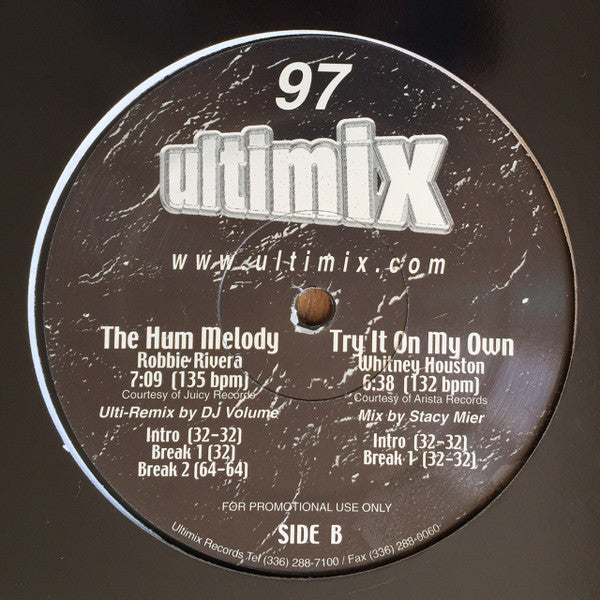 97
ultimix
www.ultimix.com
The Hum Melody
Robbie Rivera
7:09 (135 bpm)
Courtesy of Juicy Records
Ulti-Remix by DJ Volume
Intro (32-32)
Break 1 (32)
Break 2 (64-64)
Try It On My Own
Whitney Houston
6:38 (132 bpm)
Courtesy of Arista Records
Mix by Stacy Mier
Intro (32-32)
Break 1 (32-32)
FOR PROMOTIONAL USE ONLY
SIDE B
Ultimix Records Tel (336) 288-7100 / Fax (336) 288-0060